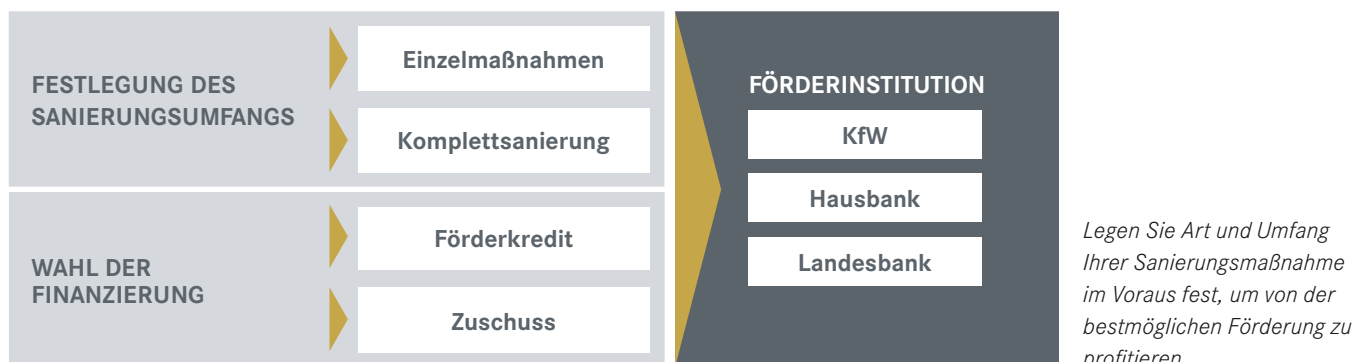 FESTLEGUNG DES
SANIERUNGSUMFANGS
Einzelmaßnahmen
Komplettsanierung
WAHL DER
FINANZIERUNG
Förderkredit
Zuschuss
FÖRDERINSTITUTION
KfW
Hausbank
Landesbank
Legen Sie Art und Umfang
Ihrer Sanierungsmaßnahme
im Voraus fest, um von der
bestmöglichen Förderung zu
profitieren